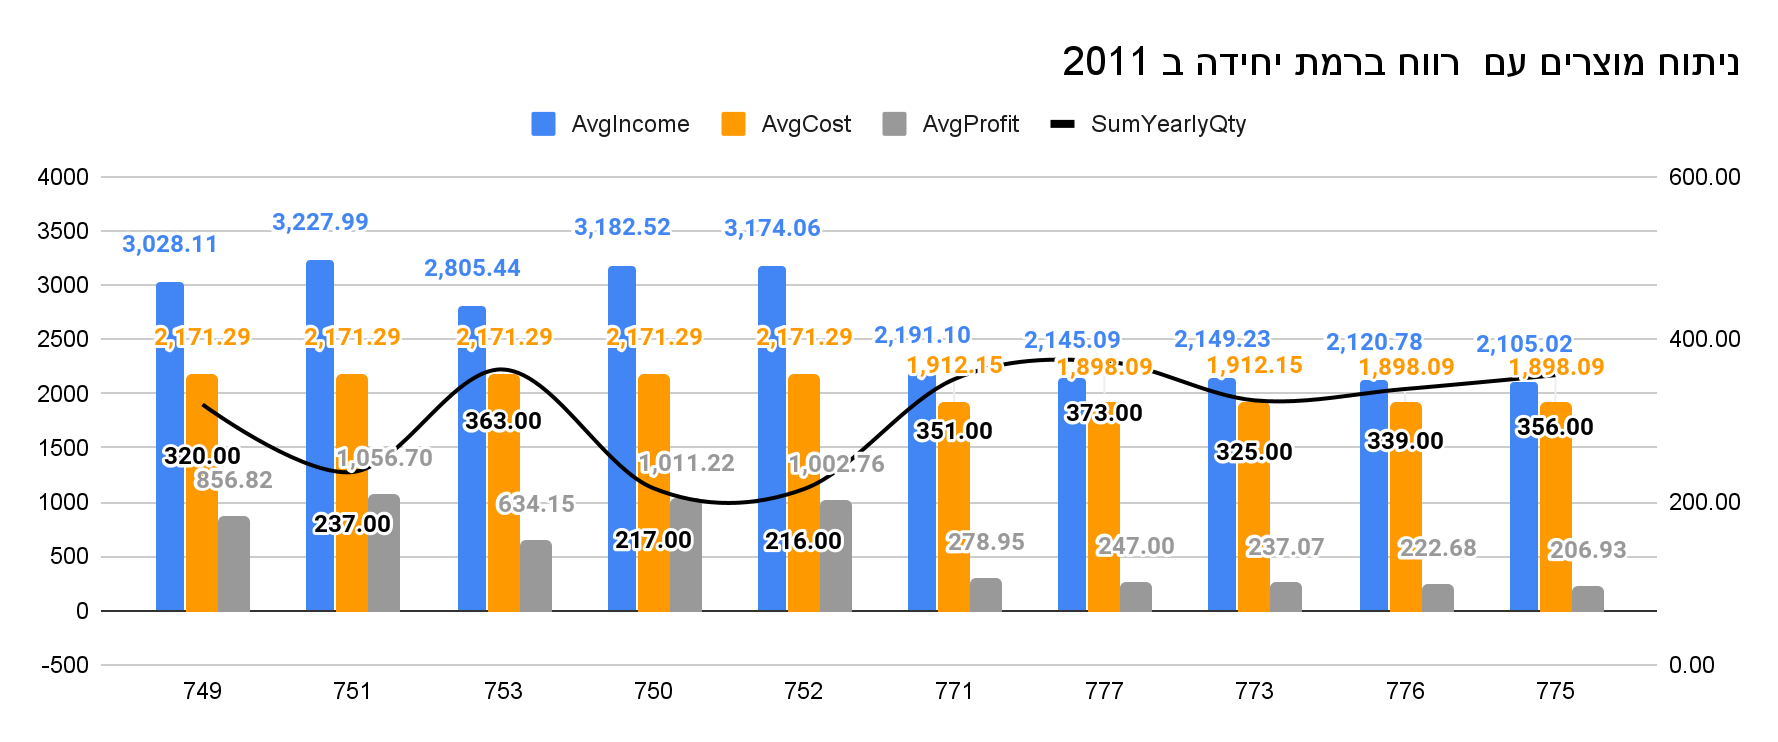 ניתוח מוצרים עם רווח ברמת יחידה ב 2011
AvgIncome AvgCost AvgProfit SumYearlyQty
4000 600.00
3500 3,028.11 3,227.99 2,805.44 3,182.52 3,174.06
3000
2500 2,171.29 2,171.29 2,171.29 2,171.29 2,171.29 2,191.10 2,145.09 2,149.23 2,120.78 2,105.02 400.00
1,912.15 1,898.09 1,912.15 1,898.09 1,898.09
2000
320.00 237.00 363.00 217.00 216.00 351.00 373.00 325.00 339.00 356.00
1500
856.82 1,056.70 634.15 1,011.22 1,002.76 278.95 247.00 237.07 222.68 206.93
1000 200.00
500
0
-500 0.00
749 751 753 750 752 771 777 773 776 775